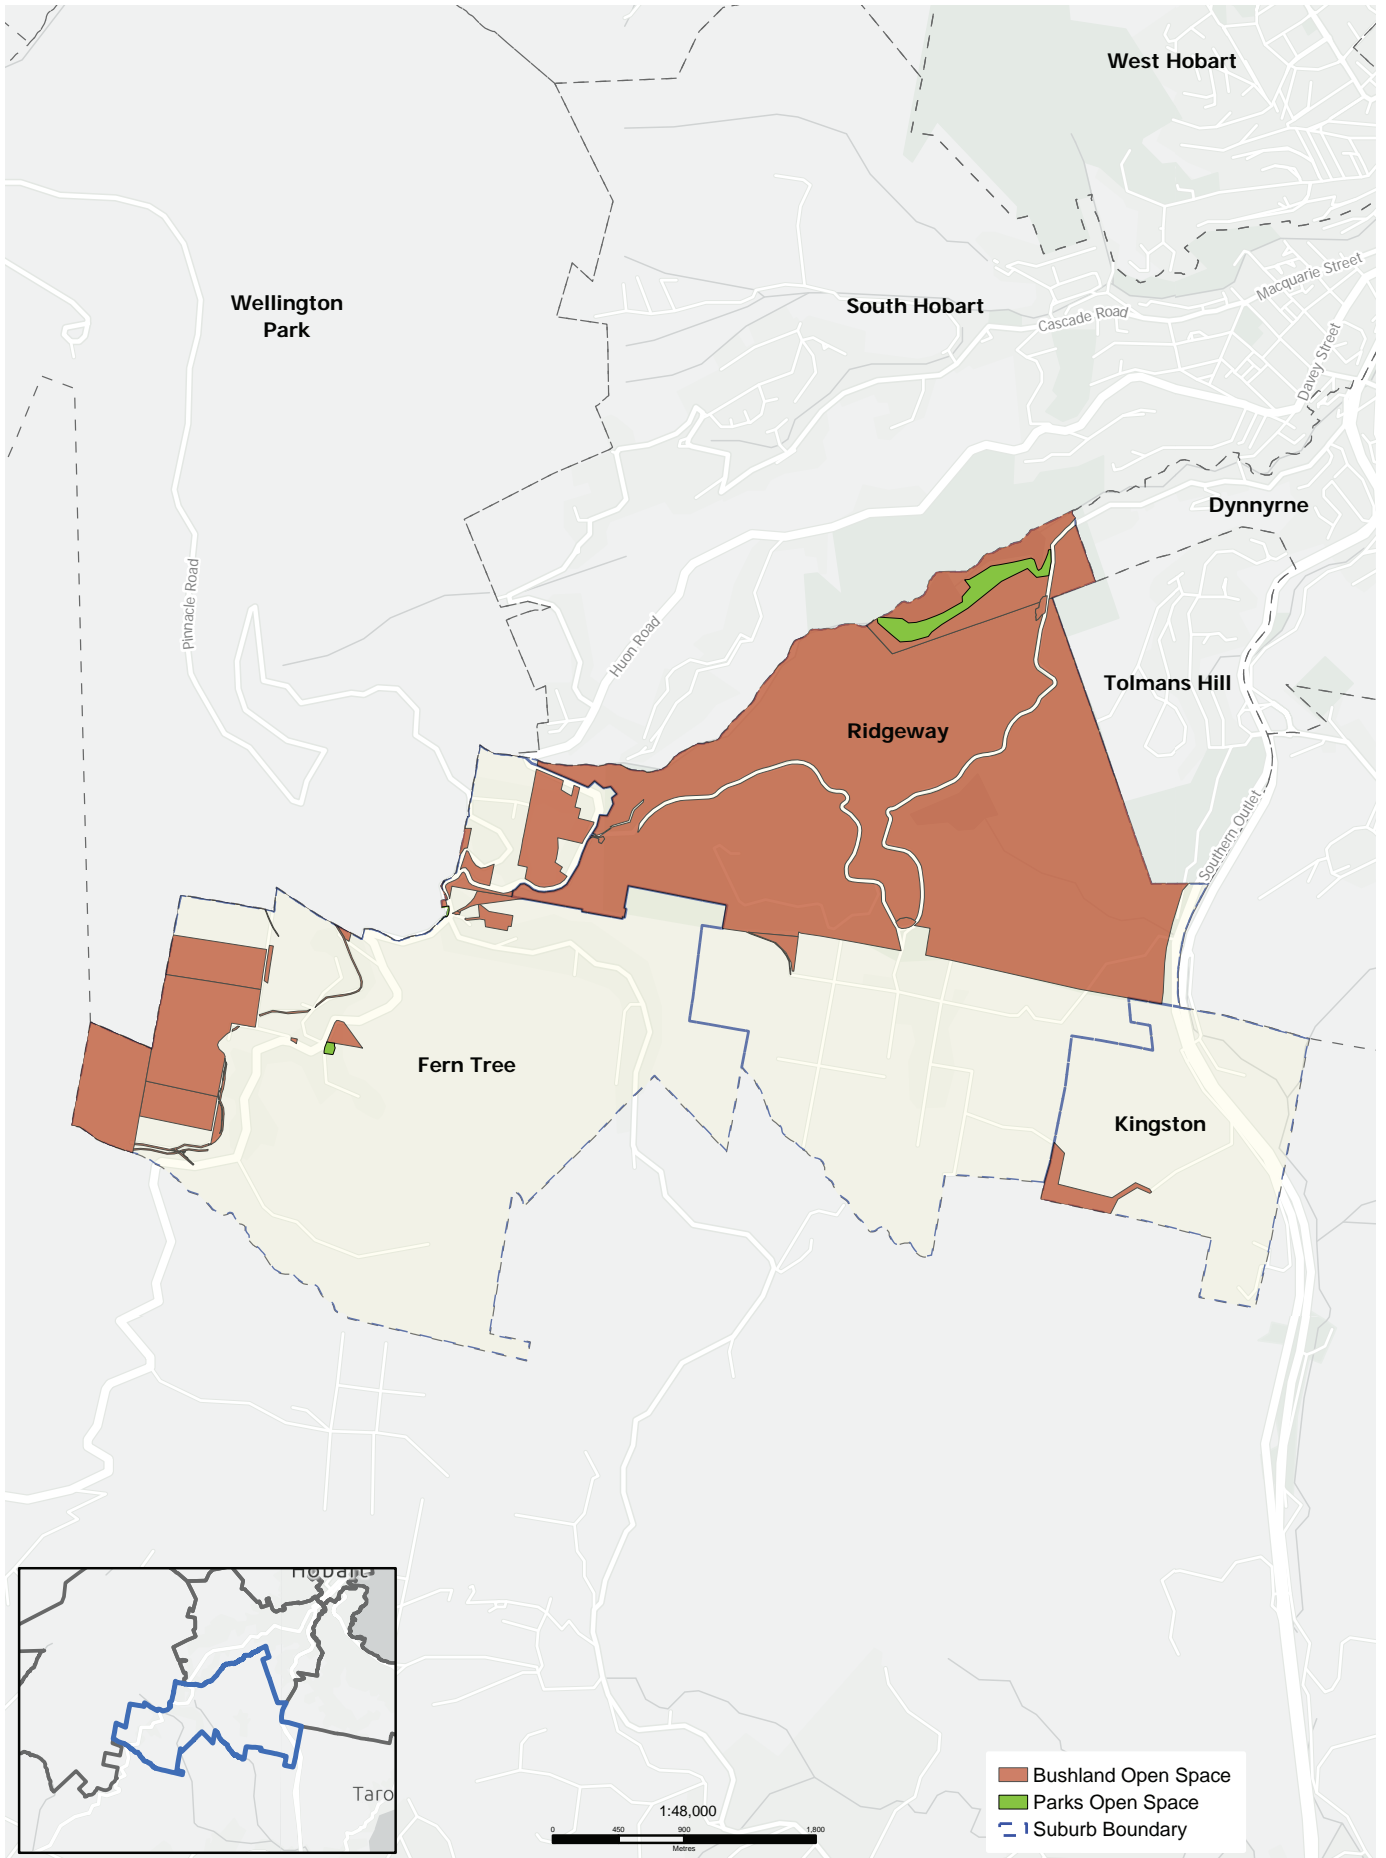 West Hobart
Macquarie Street
Wellington
Park
South Hobart
Cascade Road
Davey Street
Dynnyrne
Pinnacle Road
Huon Road
Tolmans Hill
Ridgeway
Southern Outlet
Fern Tree
Kingston
Hobart
Taro
1:48,000
0 450 900 1,800
Metres
Bushland Open Space
Parks Open Space
Suburb Boundary